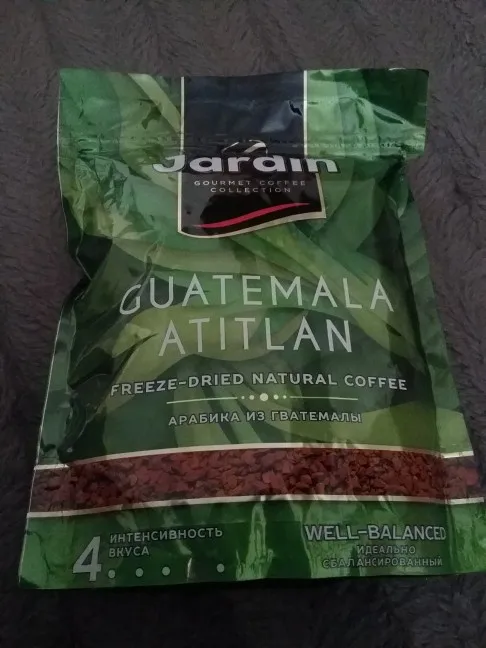 Jardin
GOURMET COFFEE
COLLECTION
GUATEMALA
ATITLAN
FREEZE-DRIED NATURAL COFFEE
АРАБИКА ИЗ ГВАТЕМАЛЫ
4 ИНТЕНСИВНОСТЬ
ВКУСА
WELL-BALANCED
ИДЕАЛЬНО
СБАЛАНСИРОВАННЫЙ